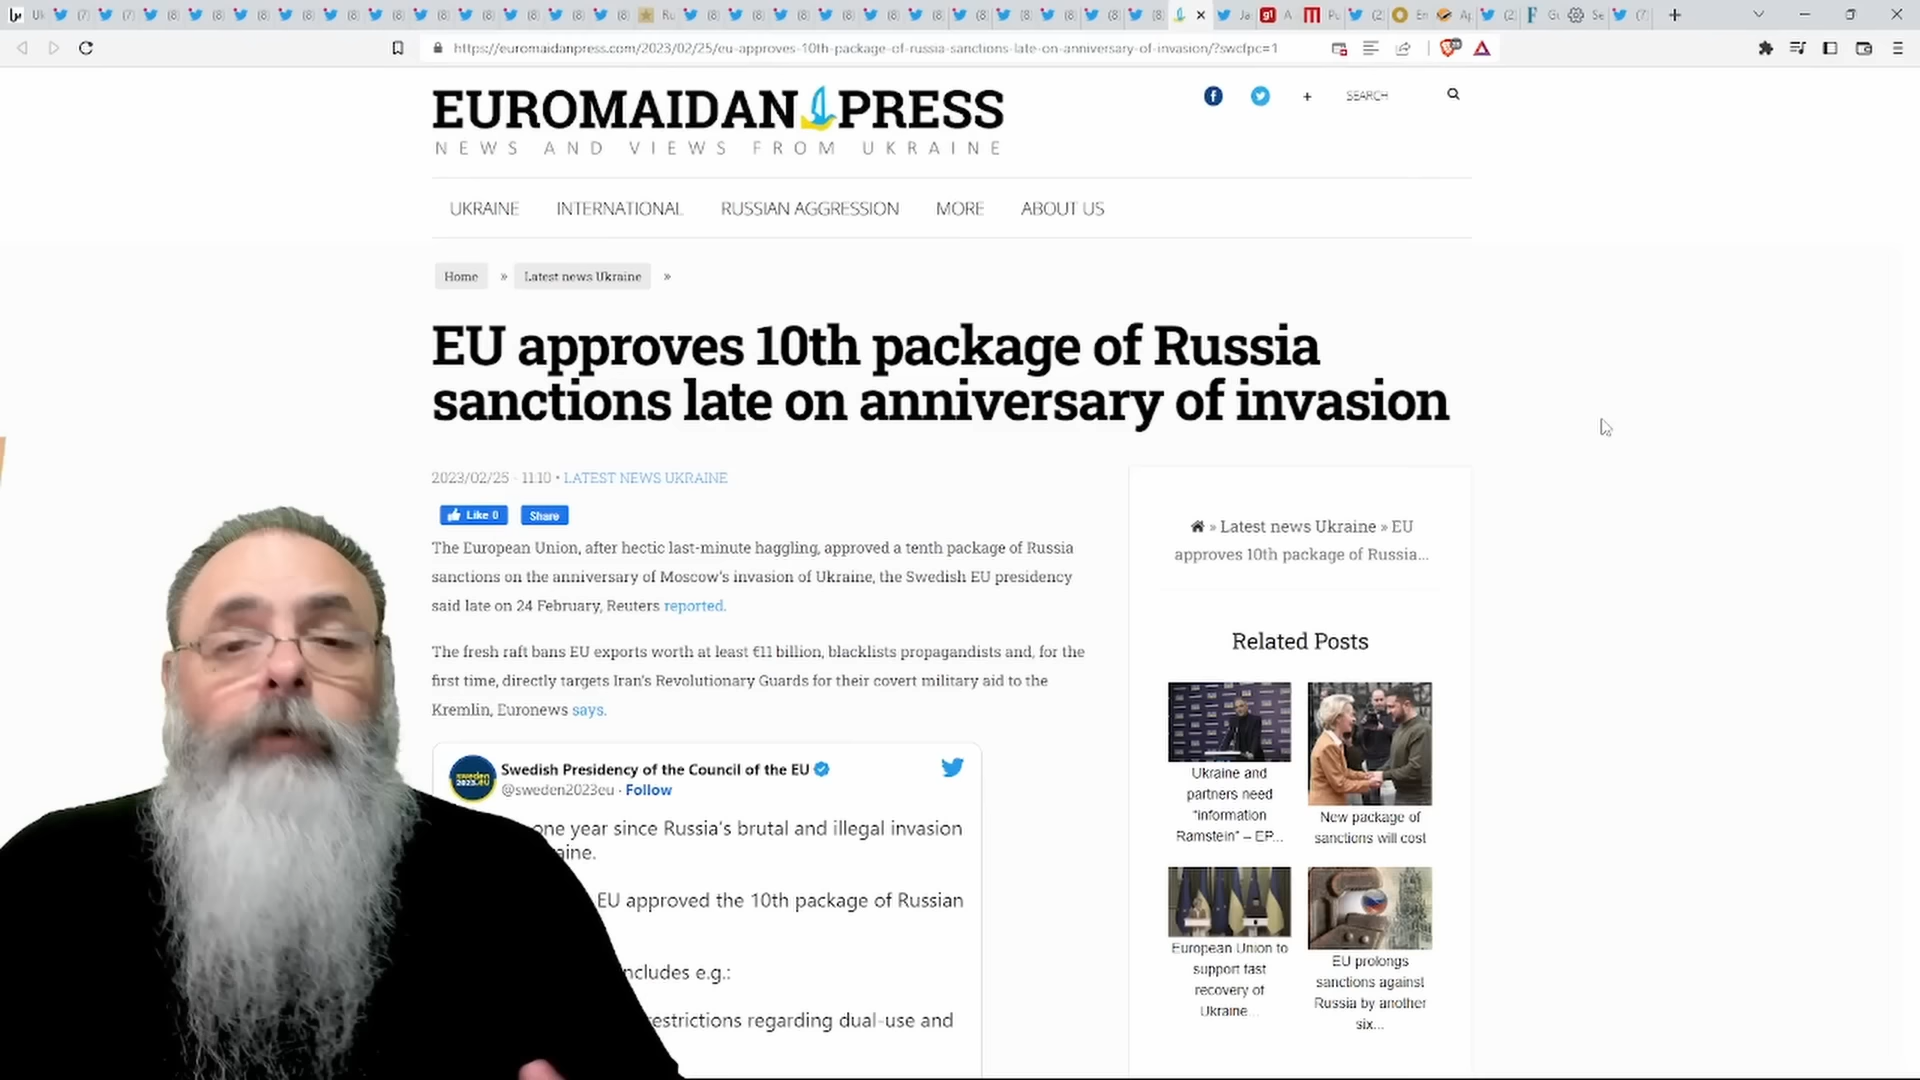 https://euromaidanpress.com/2023/02/25/eu-approves-10th-package-of-russia-sanctions-late-on-anniversary-of-invasion/?swcfpc=1
EUROMAIDAN PRESS
NEWS AND VIEWS FROM UKRAINE
+ SEARCH
UKRAINE INTERNATIONAL RUSSIAN AGGRESSION MORE ABOUT US
Home » Latest news Ukraine »
EU approves 10th package of Russia
sanctions late on anniversary of invasion
2023/02/25 - 11:10 • LATEST NEWS UKRAINE
Like 0 Share
The European Union, after hectic last-minute haggling, approved a tenth package of Russia
sanctions on the anniversary of Moscow's invasion of Ukraine, the Swedish EU presidency
said late on 24 February, Reuters reported.
The fresh raft bans EU exports worth at least €11 billion, blacklists propagandists and, for the
first time, directly targets Iran's Revolutionary Guards for their covert military aid to the
Kremlin, Euronews says.
sweden
2023.eu
Swedish Presidency of the Council of the EU
@sweden2023eu · Follow
one year since Russia's brutal and illegal invasion
aine.
EU approved the 10th package of Russian
ncludes e.g.:
restrictions regarding dual-use and
» Latest news Ukraine » EU
approves 10th package of Russia...
Related Posts
Ukraine and
partners need
"information
Ramstein" – EP...
New package of
sanctions will cost
European Union to
support fast
recovery of
Ukraine...
EU prolongs
sanctions against
Russia by another
six...